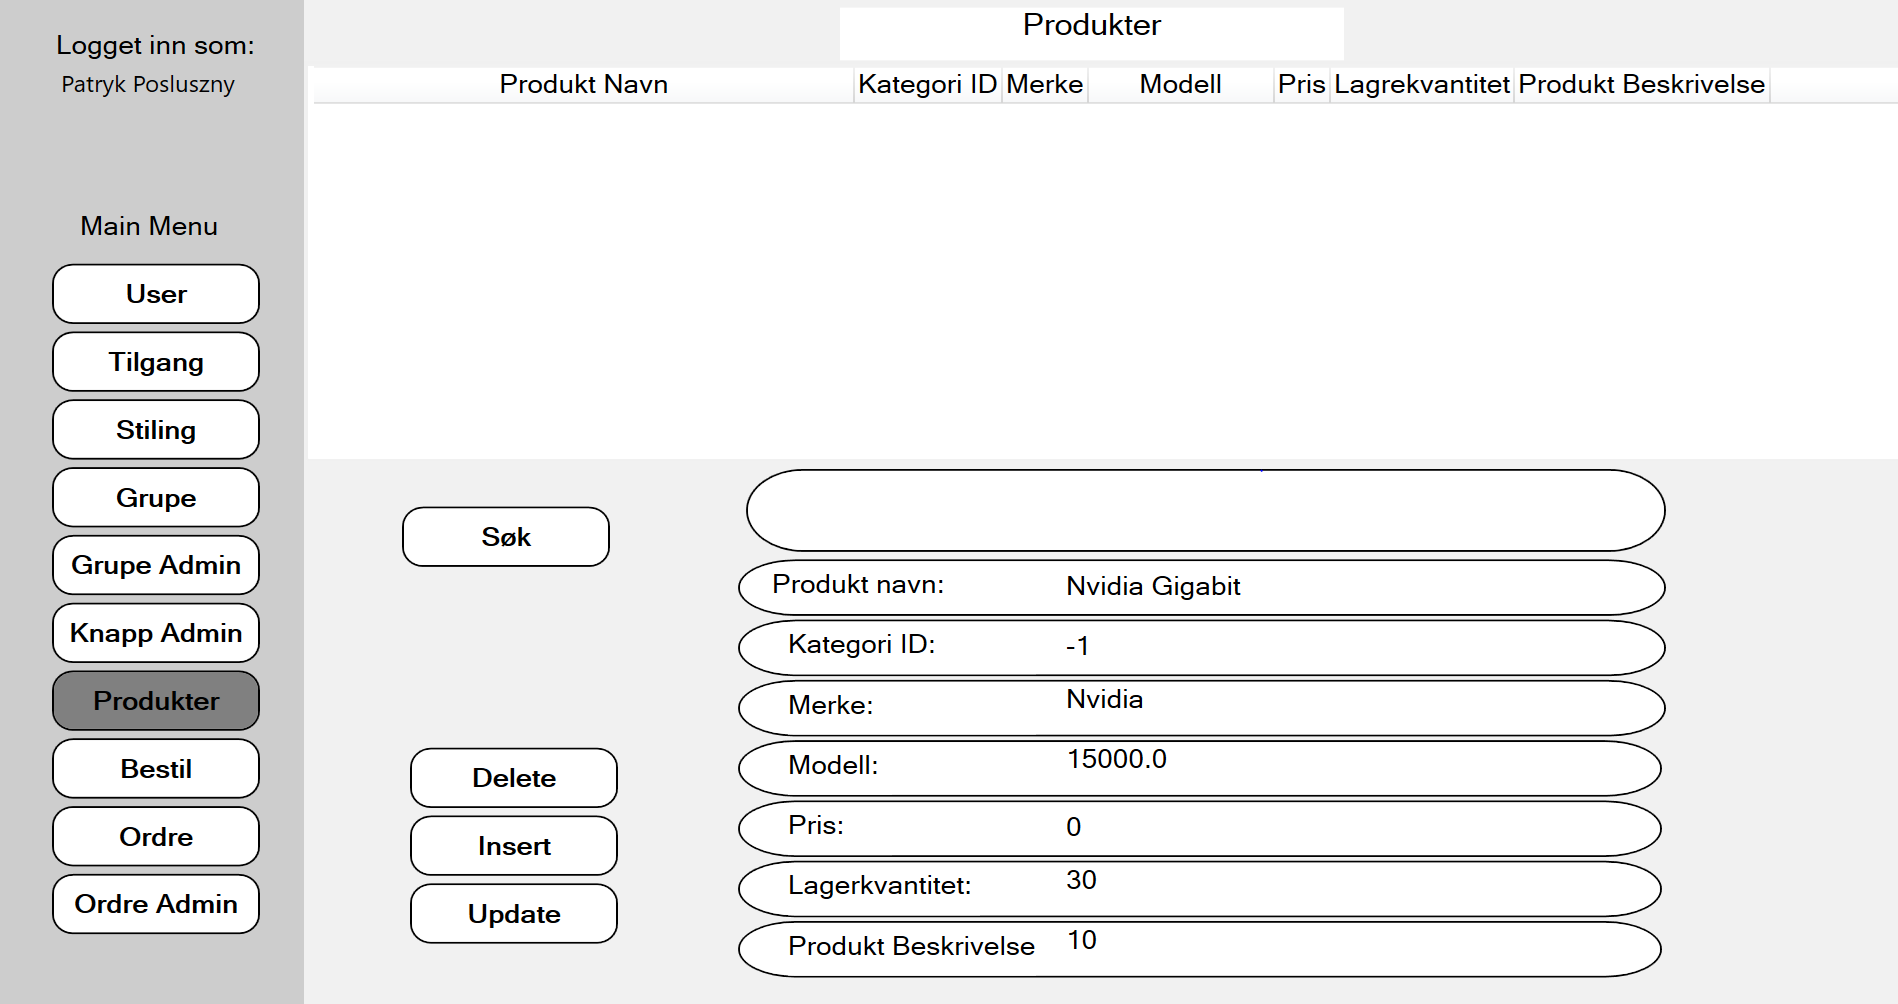 Logget inn som:
Patryk Posluszny
Main Menu
User
Tilgang
Stiling
Grupe
Grupe Admin
Knapp Admin
Produkter
Bestil
Ordre
Ordre Admin
Produkter
Produkt Navn Kategori ID Merke Modell Pris Lagrekvantitet Produkt Beskrivelse
Søk
Delete
Insert
Update
Produkt navn: Nvidia Gigabit
Kategori ID: -1
Merke: Nvidia
Modell: 15000.0
Pris: 0
Lagerkvantitet: 30
Produkt Beskrivelse 10